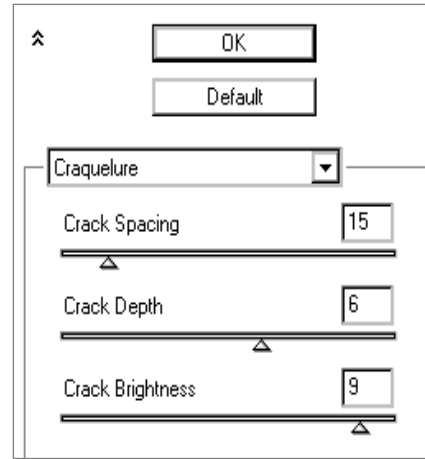 OK
Default
Craquelure
Crack Spacing 15
Crack Depth 6
Crack Brightness 9